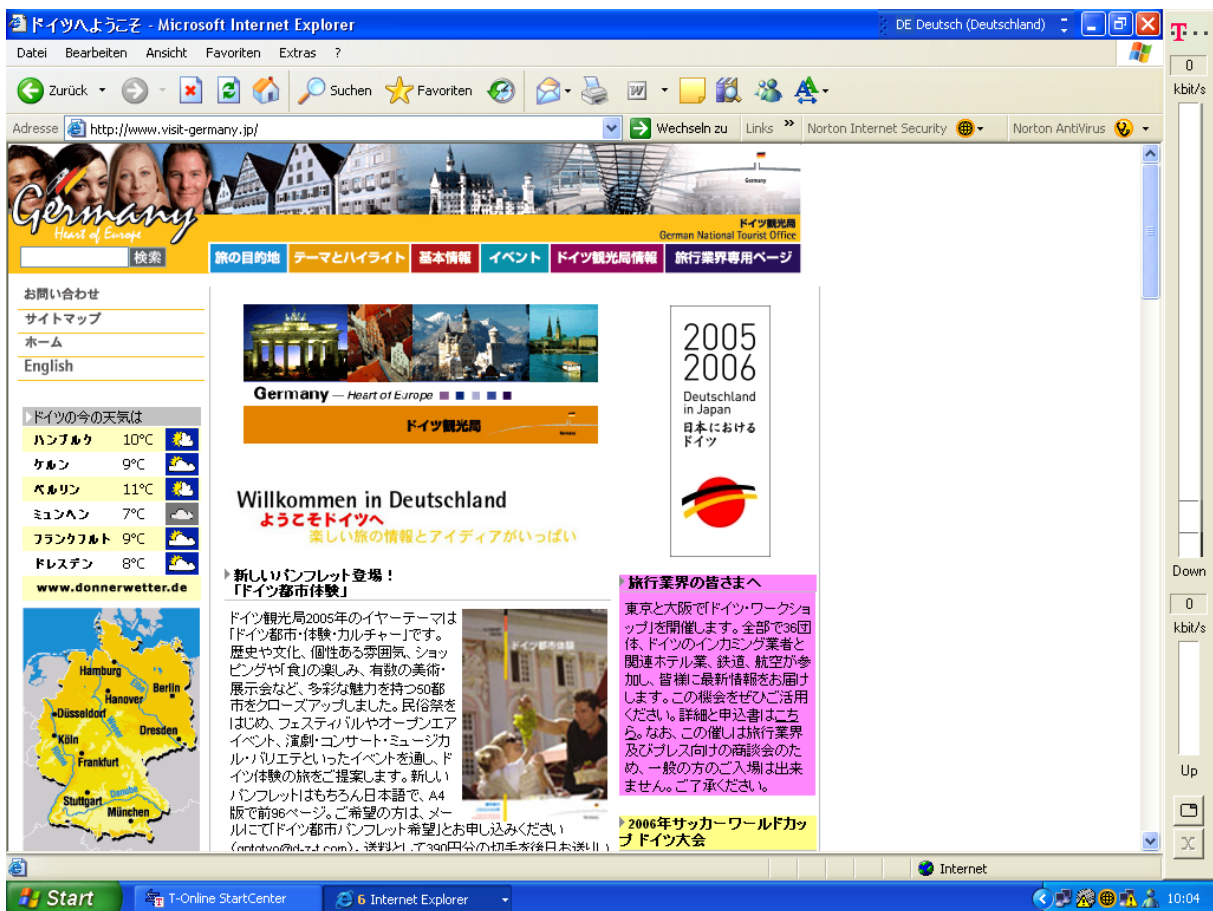 ドイツへようこそ - Microsoft Internet Explorer
DE Deutsch (Deutschland)
Datei Bearbeiten Ansicht Favoriten Extras ?
Zurück Suchen Favoriten
Adresse http://www.visit-germany.jp/ Wechseln zu Links » Norton Internet Security Norton AntiVirus
Germany
Heart of Europe
Germany
ドイツ観光局
German National Tourist Office
検索
旅の目的地 テーマとハイライト 基本情報 イベント ドイツ観光局情報 旅行業界専用ページ
お問い合わせ
サイトマップ
ホーム
English
ドイツの今の天気は
ハンブルク 10°C
ケルン 9°C
ベルリン 11°C
ミュンヘン 7°C
フランクフルト 9°C
ドレスデン 8°C
www.donnerwetter.de
Hamburg
Berlin
Hanover
Düsseldorf
Dresden
Köln
Frankfurt
Stuttgart
Danube
München
Germany — Heart of Europe
ドイツ観光局
Willkommen in Deutschland
ようこそドイツへ
楽しい旅の情報とアイディアがいっぱい
2005
2006
Deutschland
in Japan
日本における
ドイツ
新しいパンフレット登場！
「ドイツ都市体験」
ドイツ観光局2005年のイヤーテーマは
「ドイツ都市・体験・カルチャー」です。
歴史や文化、個性ある雰囲気、ショッ
ピングや「食」の楽しみ、有数の美術・
展示会など、多彩な魅力を持つ50都
市をクローズアップしました。民俗祭を
はじめ、フェスティバルやオープンエア
イベント、演劇・コンサート・ミュージカ
ル・バリエテといったイベントを通し、ド
イツ体験の旅をご提案します。新しい
パンフレットはもちろん日本語で、A4
版で前96ページ。ご希望の方は、メー
ルにて「ドイツ都市パンフレット希望」とお申し込みください
(gntotyo@d-z-t.com)。送料として390円分の切手を後日お送りい
ドイツ都市体験
旅行業界の皆さまへ
東京と大阪で「ドイツ・ワークショ
ップ」を開催します。全部で36団
体、ドイツのインカミング業者と
関連ホテル業、鉄道、航空が参
加し、皆様に最新情報をお届け
します。この機会をぜひご活用
ください。詳細と申込書はこち
ら。なお、この催しは旅行業界
及びプレス向けの商談会のた
め、一般の方のご入場は出来
ません。ご了承ください。
2006年サッカーワールドカッ
プ ドイツ大会
T
0
kbit/s
Down
0
kbit/s
Up
Internet
Start T-Online StartCenter 6 Internet Explorer 10:04